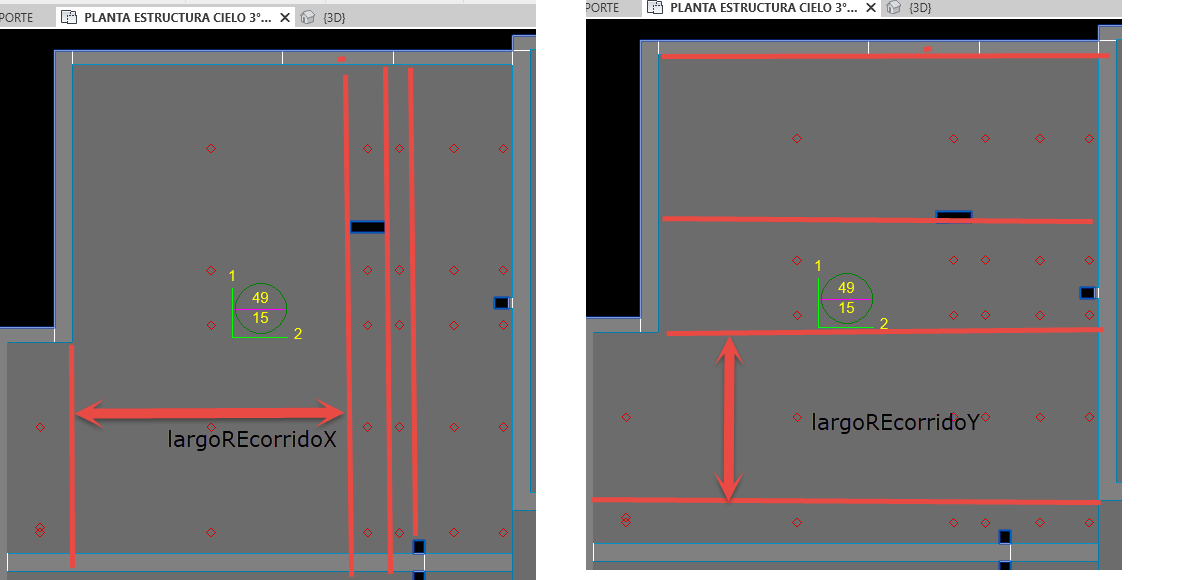 PORTE
PLANTA ESTRUCTURA CIELO 3°...
{3D}
1
49
15
2
largoREcorridoX
PORTE
PLANTA ESTRUCTURA CIELO 3°...
{3D}
1
49
15
2
largoREcorridoY